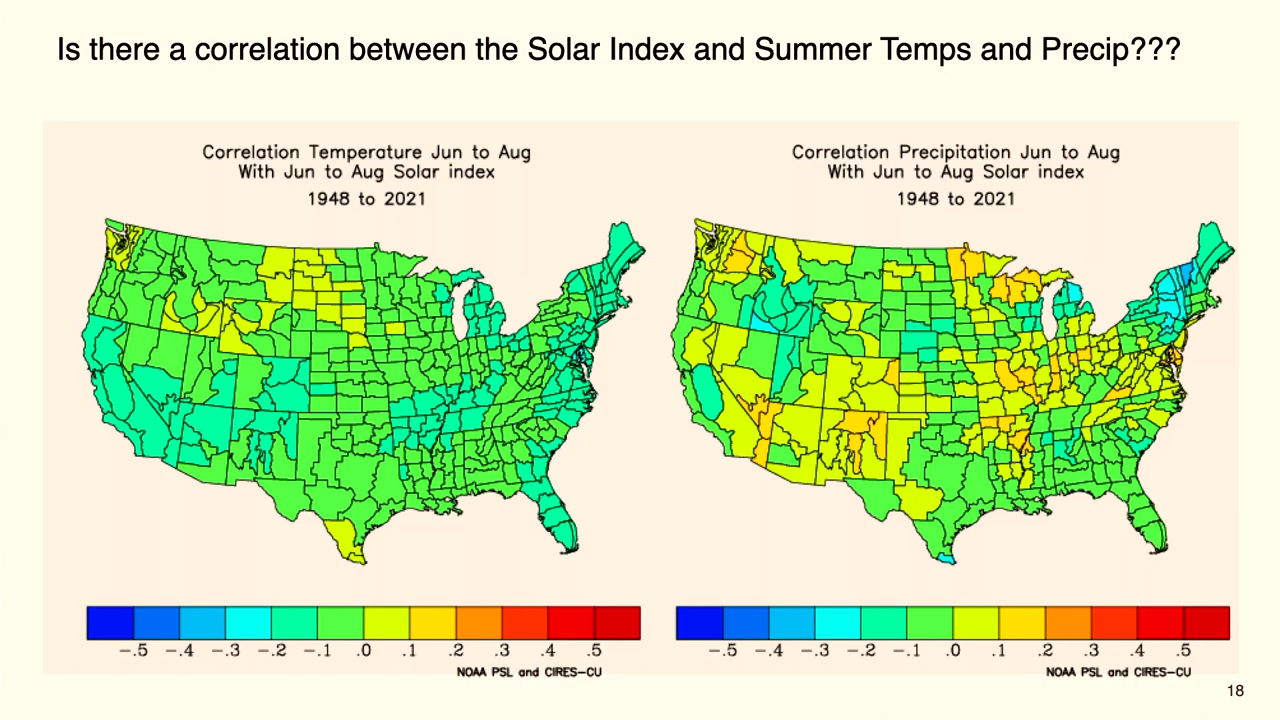 Is there a correlation between the Solar Index and Summer Temps and Precip???
Correlation Temperature Jun to Aug
With Jun to Aug Solar index
1948 to 2021
−.5 −.4 −.3 −.2 −.1 .0 .1 .2 .3 .4 .5
NOAA PSL and CIRES−CU
Correlation Precipitation Jun to Aug
With Jun to Aug Solar index
1948 to 2021
−.5 −.4 −.3 −.2 −.1 .0 .1 .2 .3 .4 .5
NOAA PSL and CIRES−CU
18